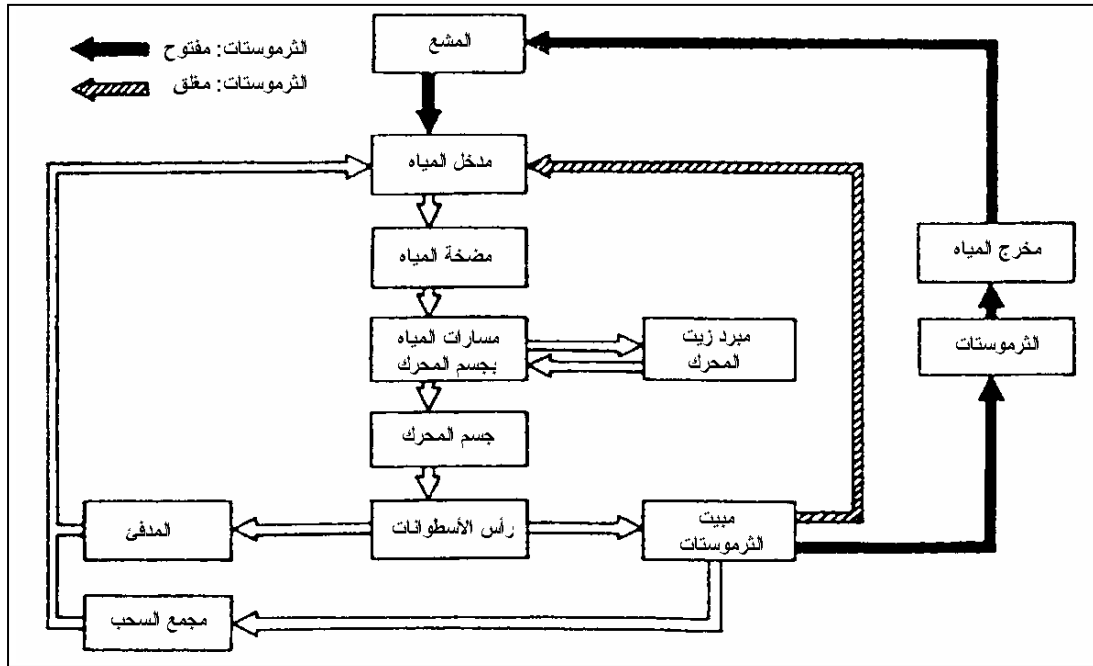 المشع
الثرموستات: مفتوح
الثرموستات: مغلق
مدخل المياه
مضخة المياه
مخرج المياه
مسارات المياه
بجسم المحرك
مبرد زيت
المحرك
الثرموستات
جسم المحرك
المدفئ
رأس الأسطوانات
مبيت
الثرموستات
مجمع السحب